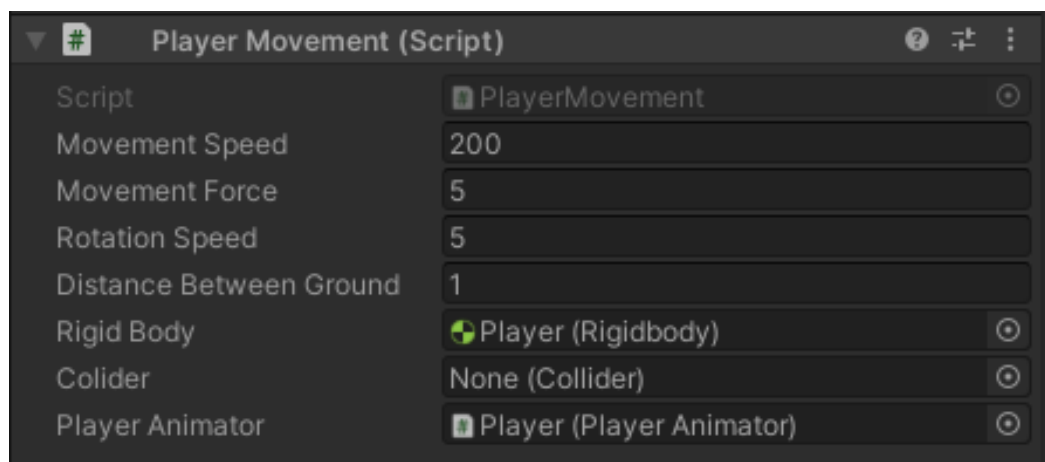 Player Movement (Script)
Script PlayerMovement
Movement Speed 200
Movement Force 5
Rotation Speed 5
Distance Between Ground 1
Rigid Body Player (Rigidbody)
Colider None (Collider)
Player Animator Player (Player Animator)